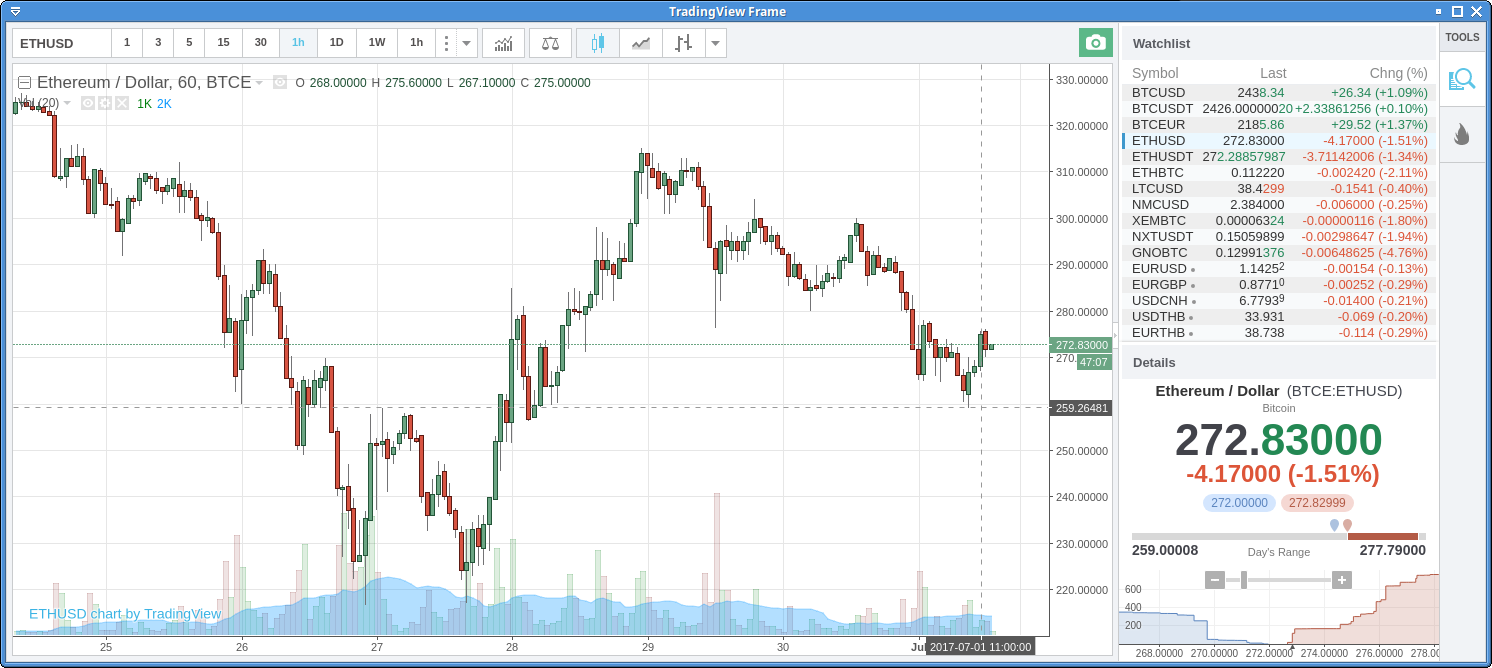 TradingView Frame
ETHUSD 1 3 5 15 30 1h 1D 1W 1h
Ethereum / Dollar, 60, BTCE O 268.00000 H 275.60000 L 267.10000 C 275.00000
Vol (20) 1K 2K
330.00000
320.00000
310.00000
300.00000
290.00000
280.00000
272.83000
270.
47:07
259.26481
250.00000
240.00000
230.00000
220.00000
ETHUSD chart by TradingView
25 26 27 28 29 30 Jul 2017-07-01 11:00:00
Watchlist
Symbol Last Chng (%)
BTCUSD 2438.34 +26.34 (+1.09%)
BTCUSDT 2426.00000020 +2.33861256 (+0.10%)
BTCEUR 2185.86 +29.52 (+1.37%)
ETHUSD 272.83000 -4.17000 (-1.51%)
ETHUSDT 272.28857987 -3.71142006 (-1.34%)
ETHBTC 0.112220 -0.002420 (-2.11%)
LTCUSD 38.4299 -0.1541 (-0.40%)
NMCUSD 2.384000 -0.006000 (-0.25%)
XEMBTC 0.00006324 -0.00000116 (-1.80%)
NXTUSDT 0.15059899 -0.00298647 (-1.94%)
GNOBTC 0.12991376 -0.00648625 (-4.76%)
EURUSD • 1.1425² -0.00154 (-0.13%)
EURGBP • 0.8771⁰ -0.00252 (-0.29%)
USDCNH • 6.7793⁹ -0.01400 (-0.21%)
USDTHB • 33.931 -0.069 (-0.20%)
EURTHB • 38.738 -0.114 (-0.29%)
Details
Ethereum / Dollar (BTCE:ETHUSD)
Bitcoin
272.83000
-4.17000 (-1.51%)
272.00000 272.82999
259.00008 Day's Range 277.79000
600
400
200
268.00000 270.00000 272.00000 274.00000 276.00000 278.0
TOOLS